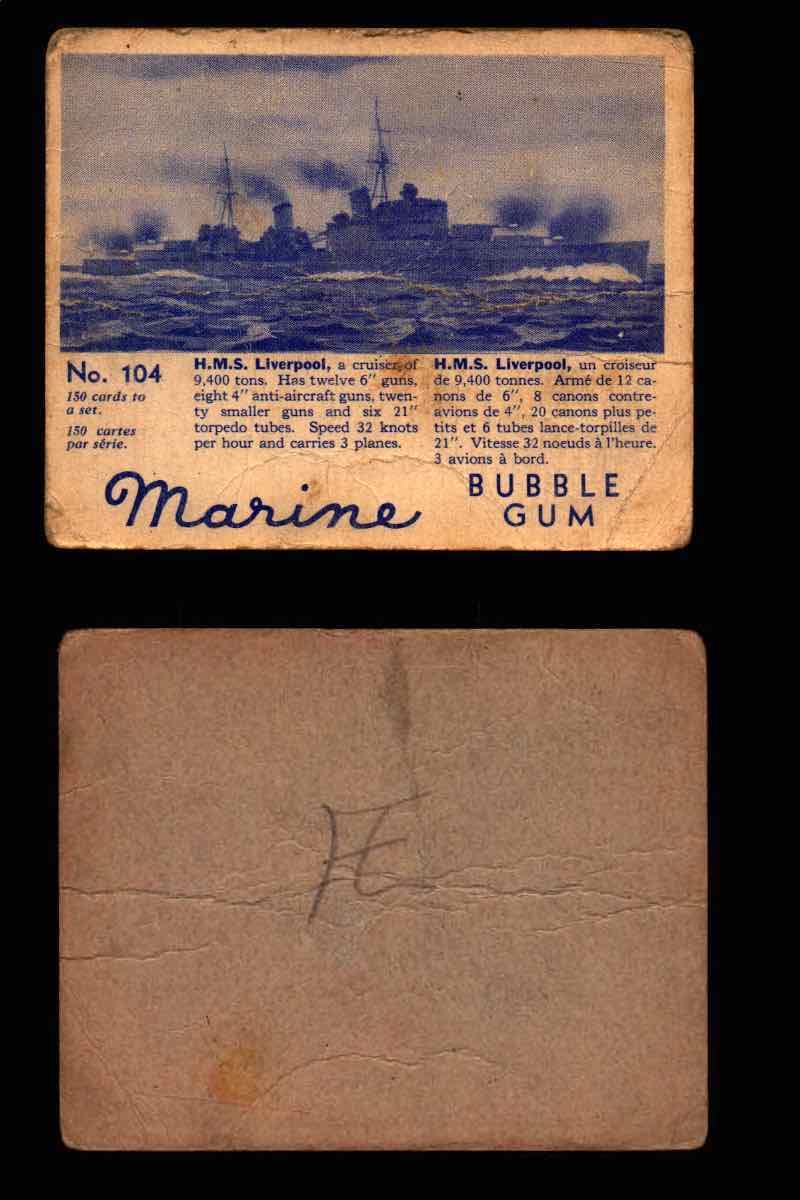 No. 104
150 cards to
a set.
150 cartes
par série.
H.M.S. Liverpool, a cruiser of
9,400 tons. Has twelve 6" guns,
eight 4" anti-aircraft guns, twen-
ty smaller guns and six 21"
torpedo tubes. Speed 32 knots
per hour and carries 3 planes.
H.M.S. Liverpool, un croiseur
de 9,400 tonnes. Armé de 12 ca-
nons de 6", 8 canons contre-
avions de 4", 20 canons plus pe-
tits et 6 tubes lance-torpilles de
21". Vitesse 32 noeuds à l'heure.
3 avions à bord.
Marine
BUBBLE
GUM